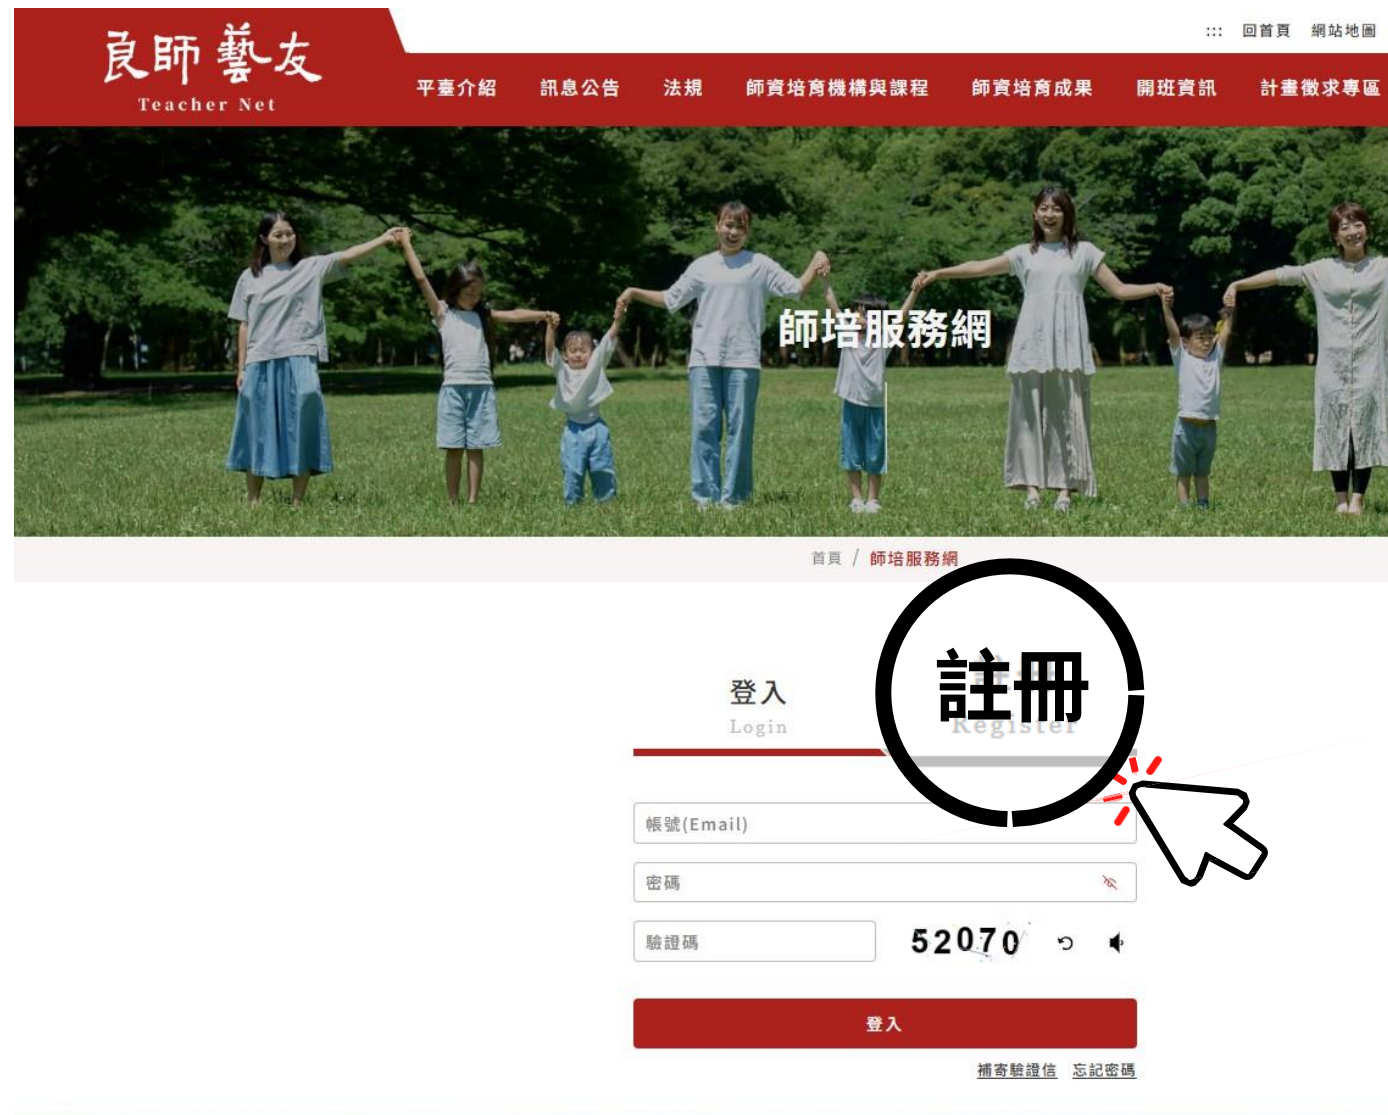 良師藝友
Teacher Net
::: 回首頁 網站地圖
平臺介紹 訊息公告 法規 師資培育機構與課程 師資培育成果 開班資訊 計畫徵求專區
師培服務網
首頁 / 師培服務網
登入
Login
註冊
Register
帳號(Email)
密碼
驗證碼
52070
登入
補寄驗證信 忘記密碼